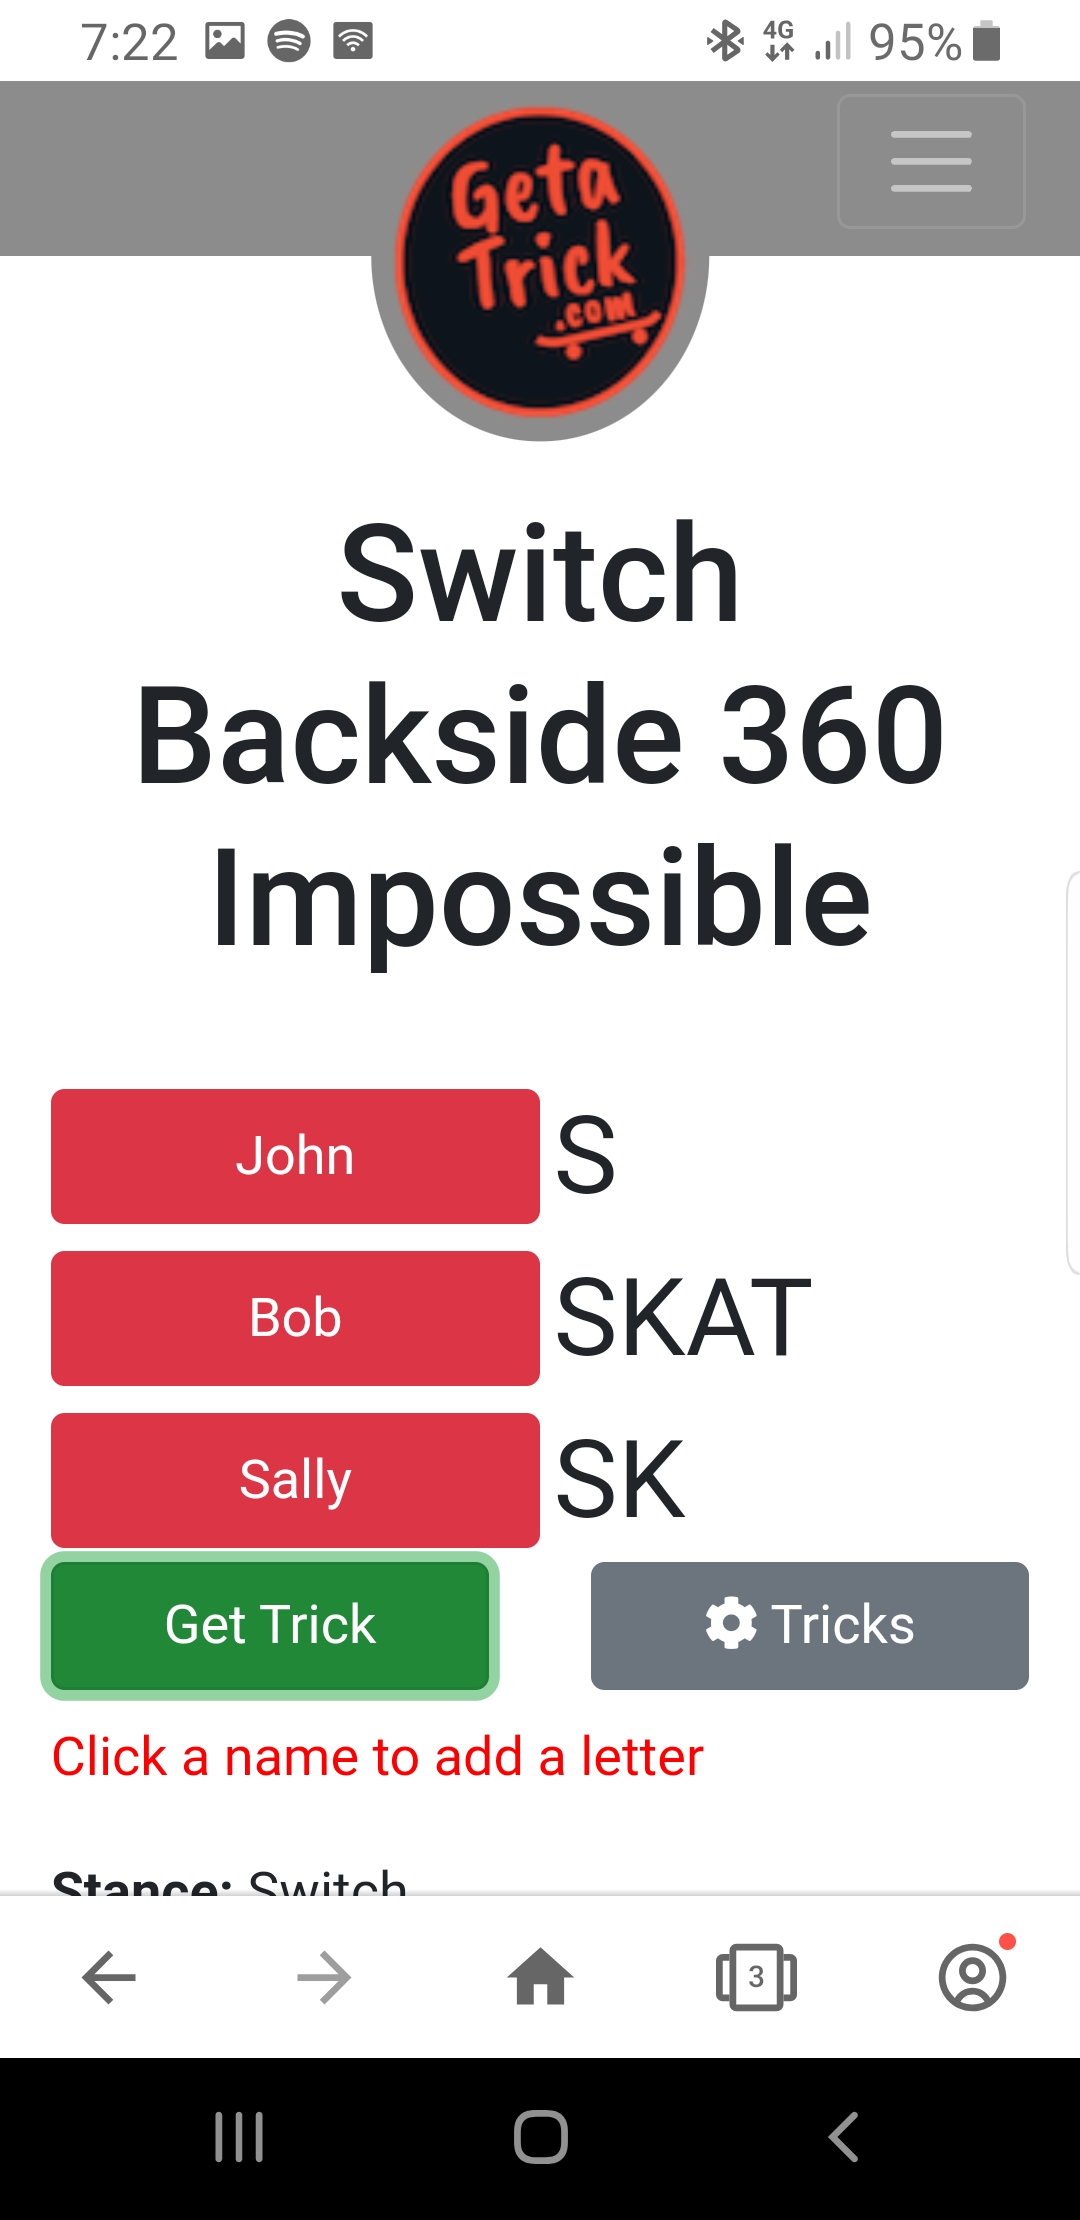 7:22 4G 95%
Geta
Trick
.com
Switch
Backside 360
Impossible
John S
Bob SKAT
Sally SK
Get Trick Tricks
Click a name to add a letter
Stance: Switch
3